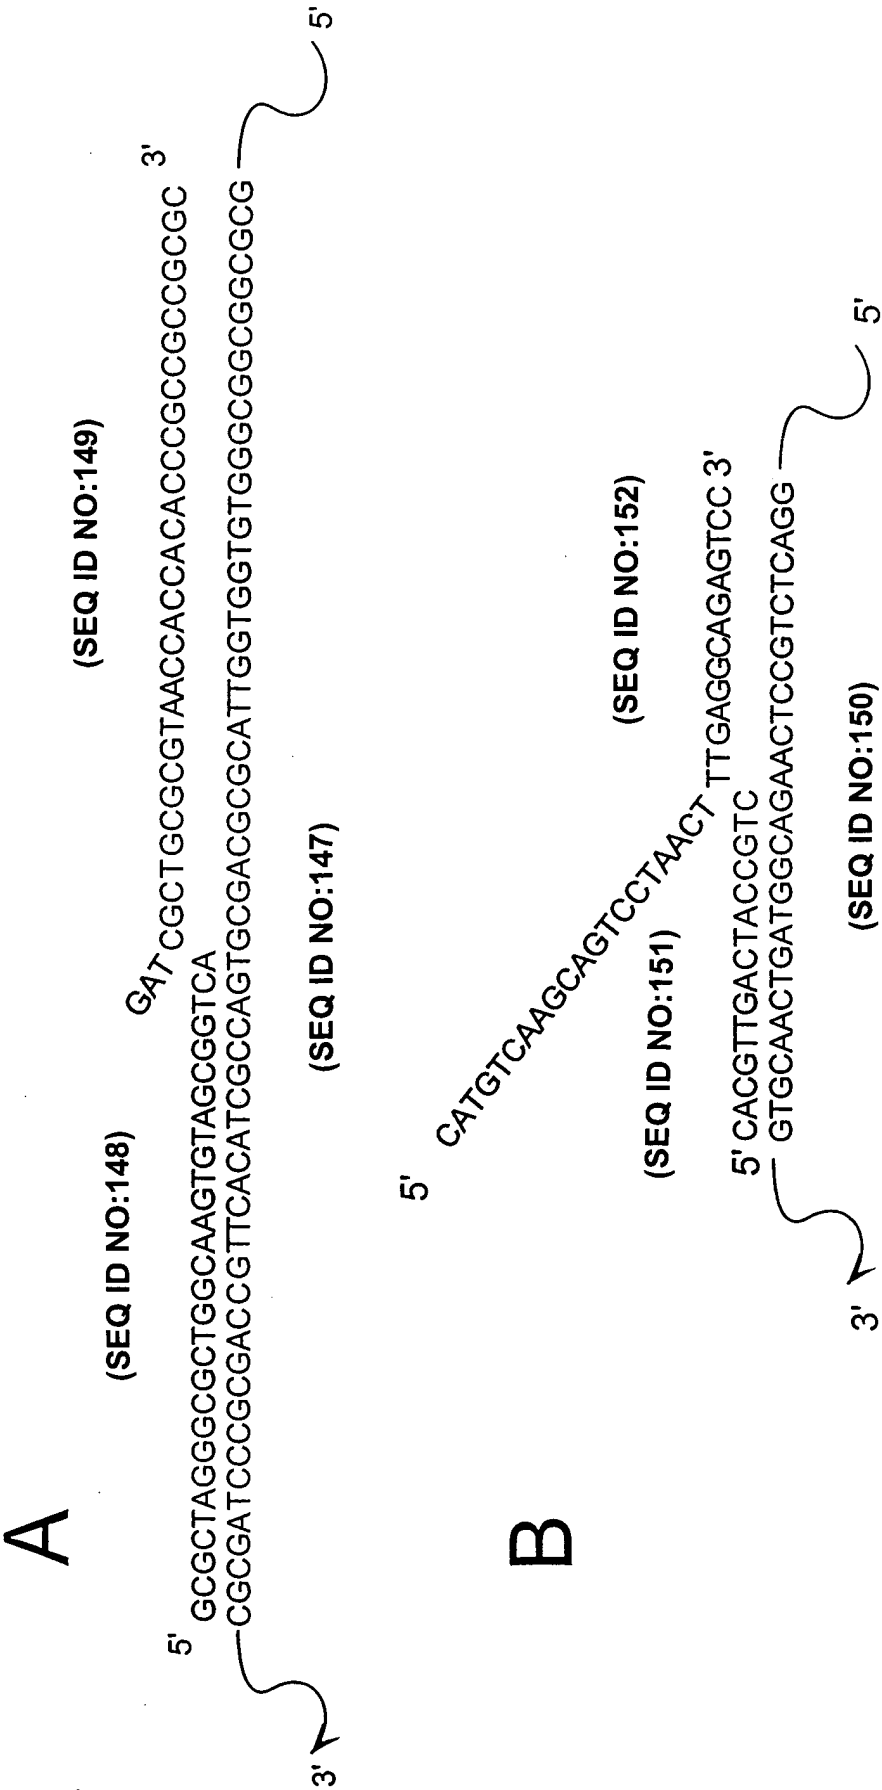 A
(SEQ ID NO:148)
(SEQ ID NO:149)
GAT CGCTGCGCGTAACCACCACACCCGCCGCCGCGC 3'
5' GCGCTAGGGCGCTGGCAAGTGTAGCGGTCA
CGCGATCCCGCGACCGTTCACATCGCCAGTGCGACGCGCATTGGTGGTGTGGGCGGCGGCGCG
3'
5'
(SEQ ID NO:147)
B
5' CATGTCAAGCAGTCCTAACT TTGAGGCAGAGTCC 3'
(SEQ ID NO:152)
(SEQ ID NO:151)
5' CACGTTGACTACCGTC
GTGCAACTGATGGCAGAACTCCGTCTCAGG
3'
5'
(SEQ ID NO:150)